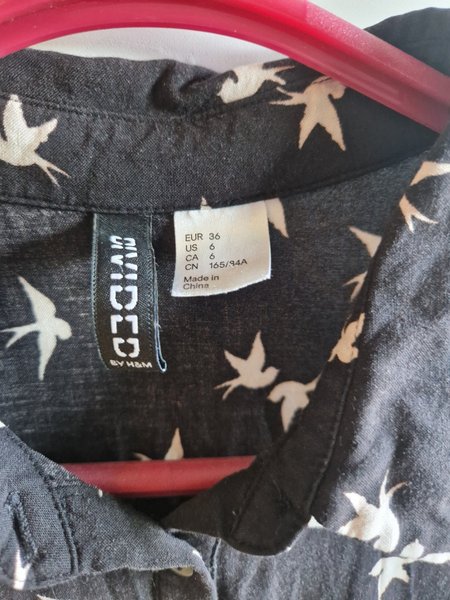 DIVIDED
BY H&M
EUR 36
US 6
CA 6
CN 165/84A
Made in
China